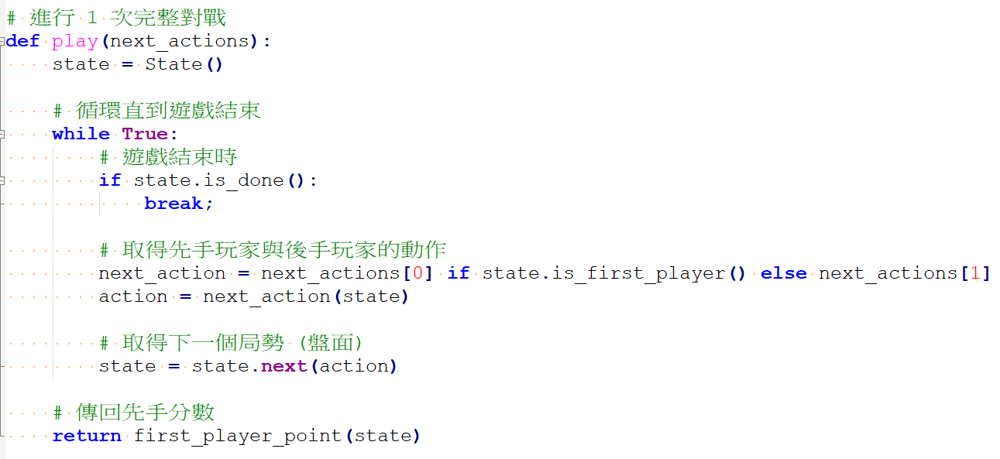 # 進行 1 次完整對戰
def play(next_actions):
    state = State()

    # 循環直到遊戲結束
    while True:
        # 遊戲結束時
        if state.is_done():
            break;

        # 取得先手玩家與後手玩家的動作
        next_action = next_actions[0] if state.is_first_player() else next_actions[1]
        action = next_action(state)

        # 取得下一個局勢 (盤面)
        state = state.next(action)

    # 傳回先手分數
    return first_player_point(state)